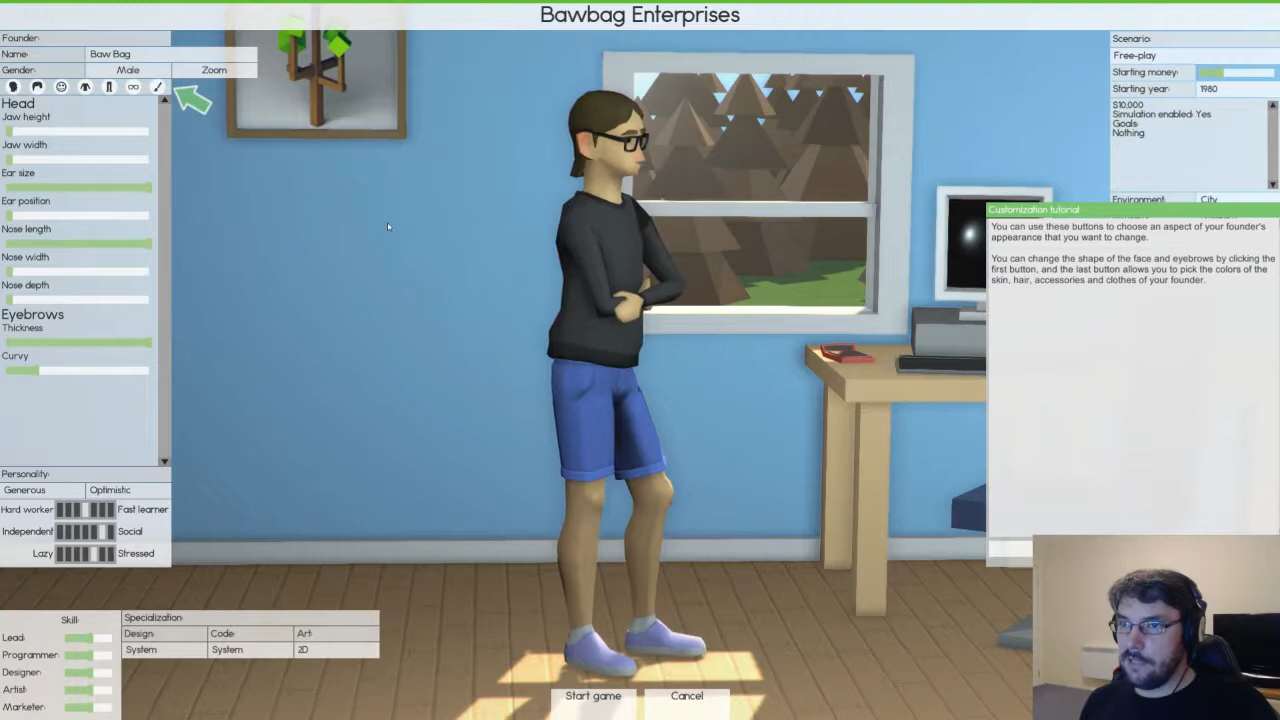 Bawbag Enterprises
Founder:
Name: Baw Bag
Gender: Male Zoom
Head
Jaw height
Jaw width
Ear size
Ear position
Nose length
Nose width
Nose depth
Eyebrows
Thickness
Curvy
Personality:
Generous Optimistic
Hard worker Fast learner
Independent Social
Lazy Stressed
Skill:
Lead:
Programmer:
Designer:
Artist:
Marketer:
Specialization:
Design: Code: Art:
System System 2D
Start game Cancel
Scenario:
Free-play
Starting money:
Starting year: 1980
$10,000
Simulation enabled: Yes
Goals:
Nothing
Environment: City
Customization tutorial
You can use these buttons to choose an aspect of your founder's
appearance that you want to change.
You can change the shape of the face and eyebrows by clicking the
first button, and the last button allows you to pick the colors of the
skin, hair, accessories and clothes of your founder.